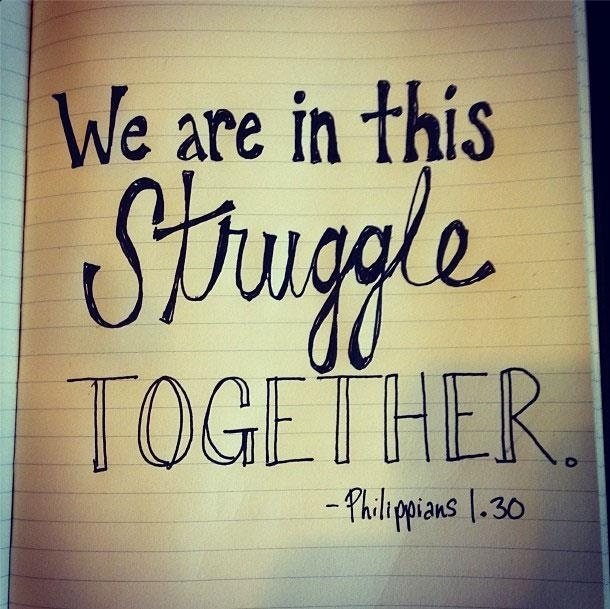 We are in this
Struggle
TOGETHER.
- Philippians 1.30